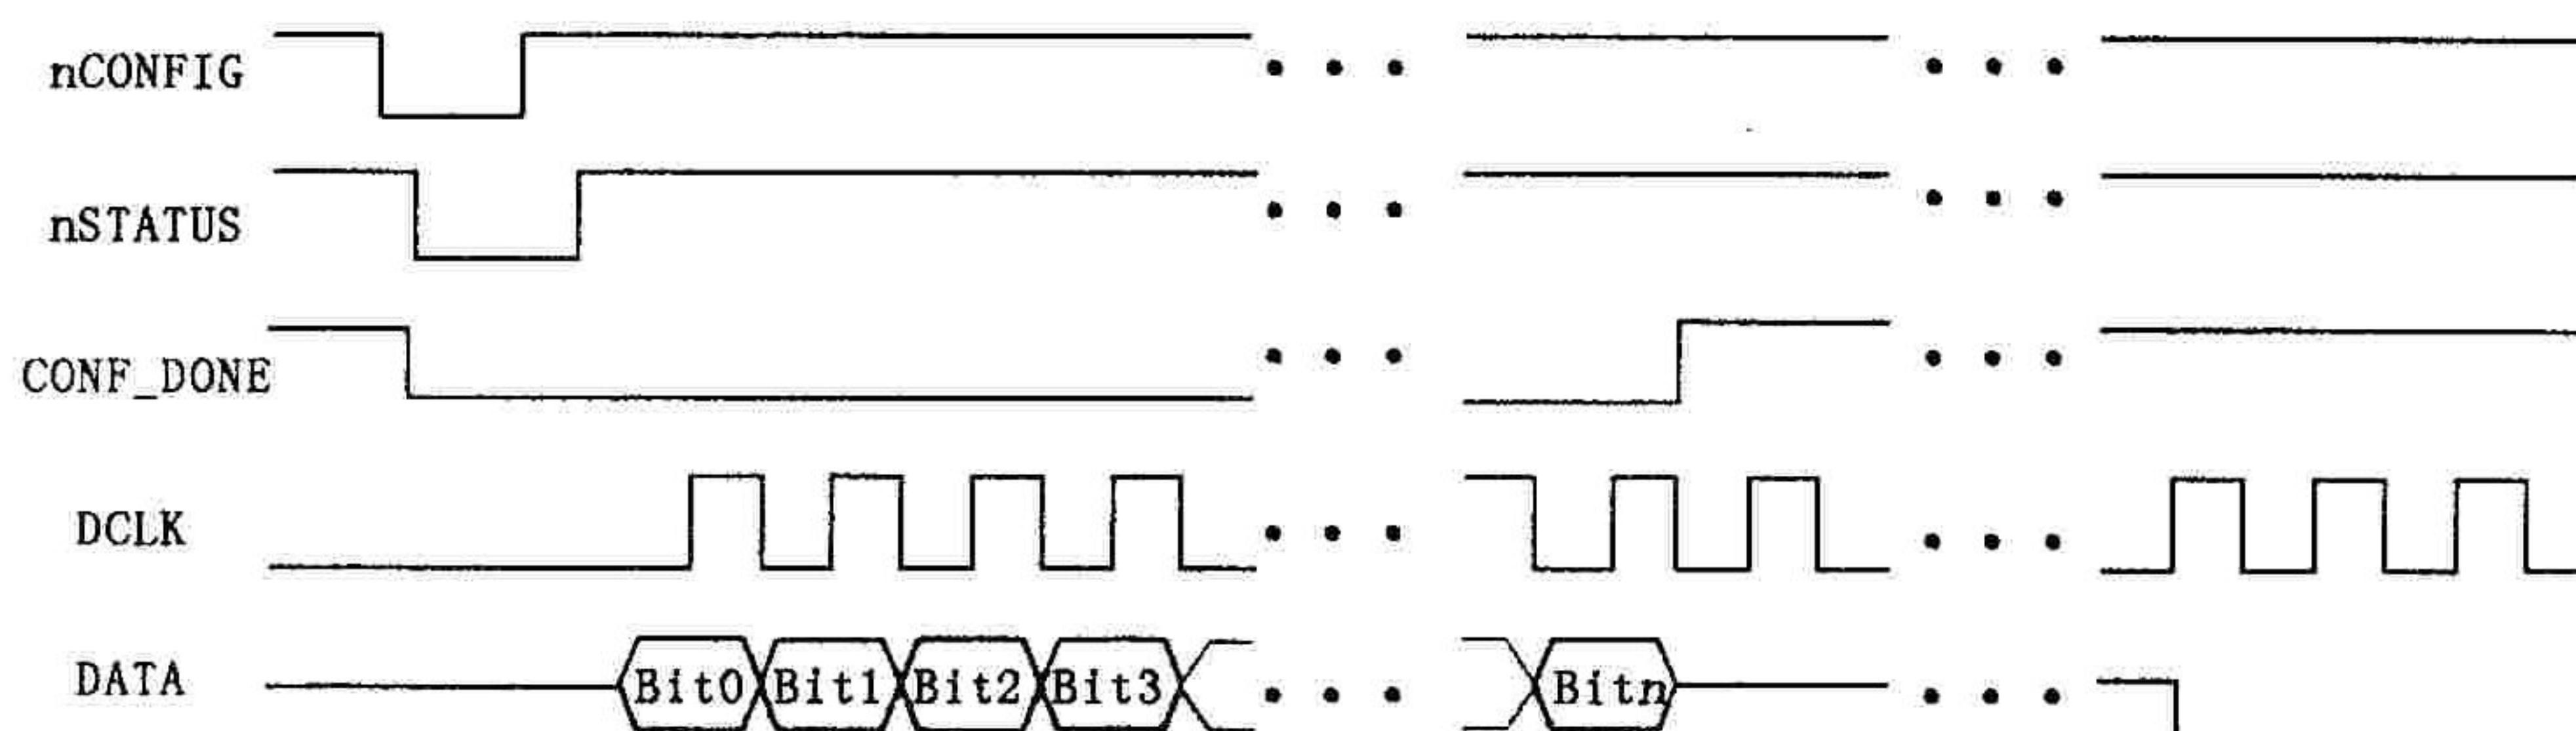 nCONFIG
nSTATUS
CONF_DONE
DCLK
DATA
Bit0 Bit1 Bit2 Bit3 Bitn